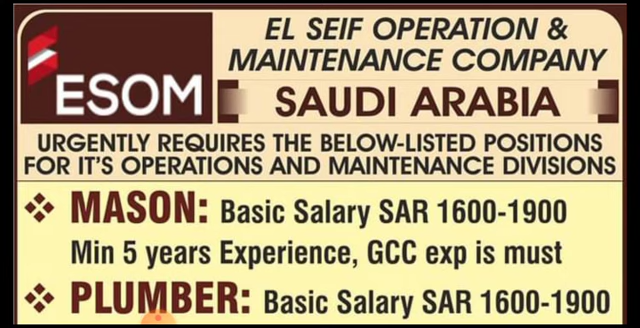 ESOM
EL SEIF OPERATION &
MAINTENANCE COMPANY
SAUDI ARABIA
URGENTLY REQUIRES THE BELOW-LISTED POSITIONS
FOR IT'S OPERATIONS AND MAINTENANCE DIVISIONS
❖ MASON: Basic Salary SAR 1600-1900
Min 5 years Experience, GCC exp is must
❖ PLUMBER: Basic Salary SAR 1600-1900